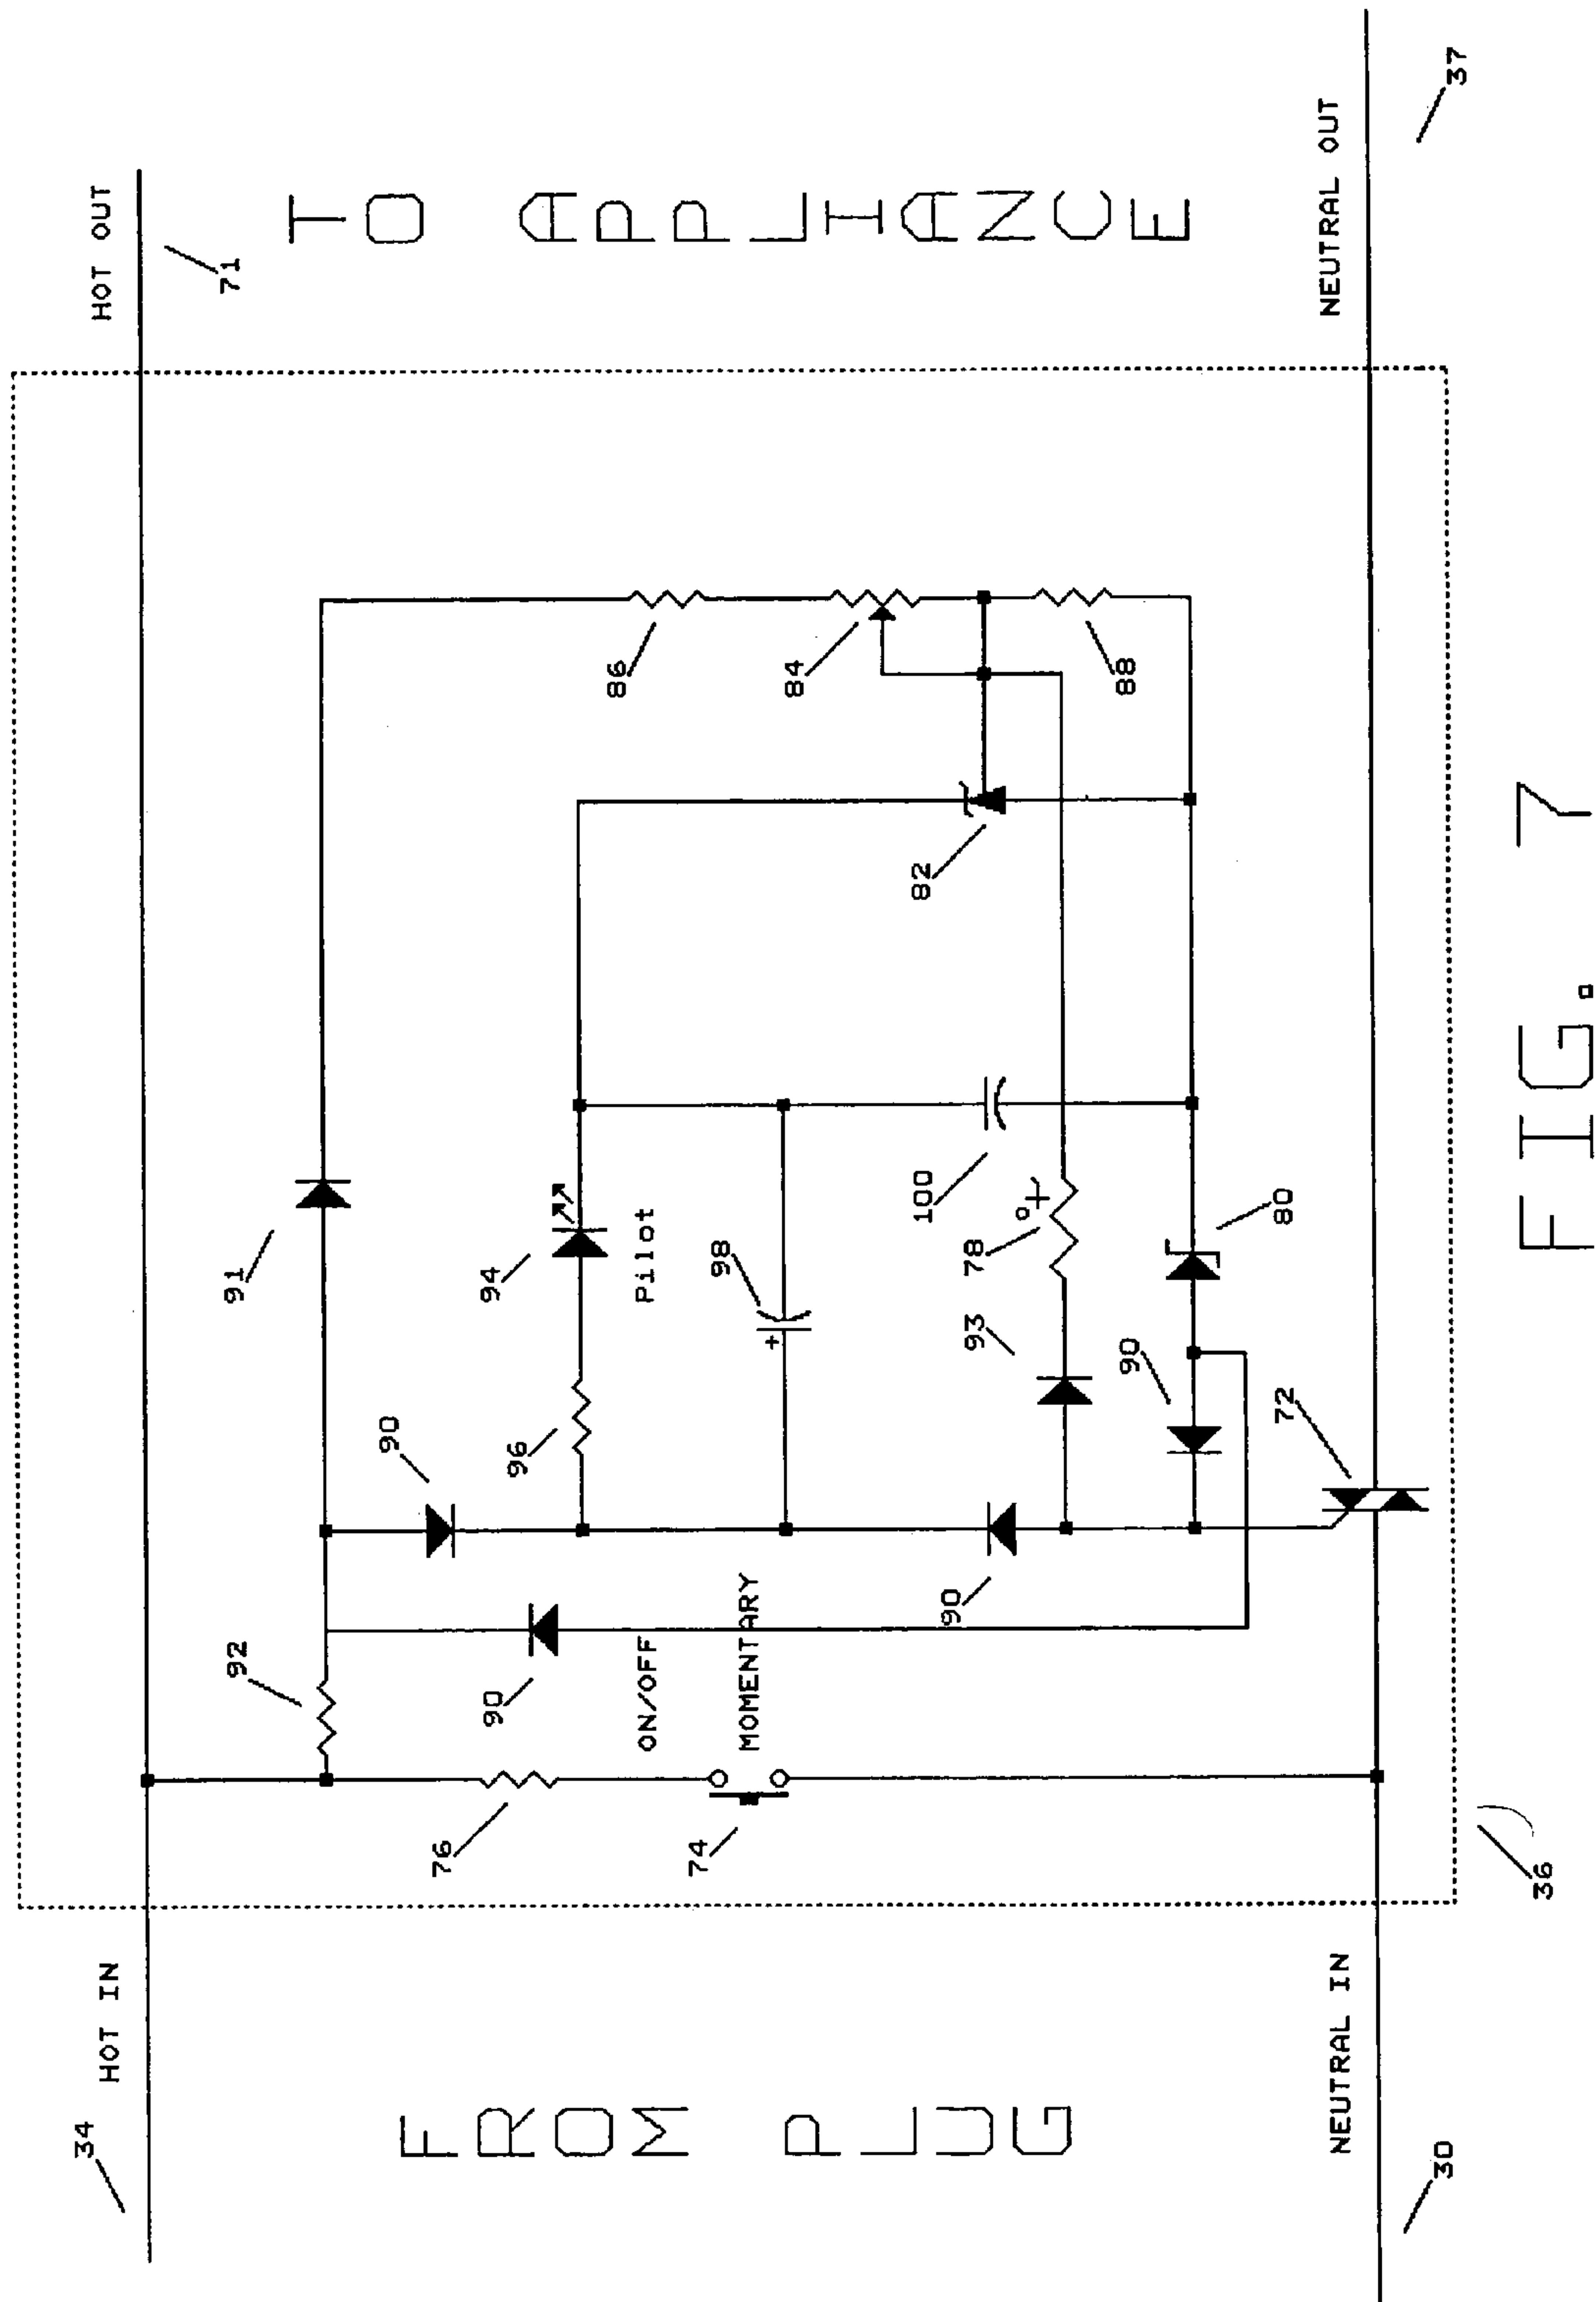 34
HOT IN
HOT OUT
71
FROM PLUG
TO APPLIANCE
92
91
90
90
96
94
Pilot
86
84
76
ON/OFF
MOMENTARY
74
98
82
90
93
78
100
88
90
80
72
NEUTRAL IN
30
36
NEUTRAL OUT
37
+
o+
FIG. 7